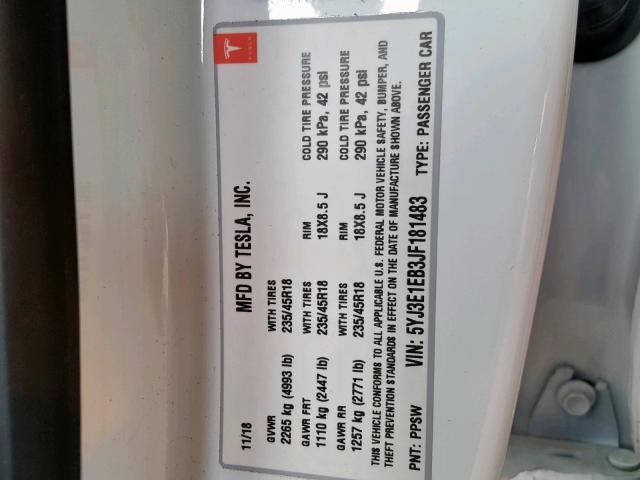 TESLA
11/18 MFD BY TESLA, INC.
GVWR WITH TIRES
2265 kg (4993 lb) 235/45R18
GAWR FRT WITH TIRES RIM COLD TIRE PRESSURE
1110 kg (2447 lb) 235/45R18 18X8.5 J 290 kPa, 42 psi
GAWR RR WITH TIRES RIM COLD TIRE PRESSURE
1257 kg (2771 lb) 235/45R18 18X8.5 J 290 kPa, 42 psi
THIS VEHICLE CONFORMS TO ALL APPLICABLE U.S. FEDERAL MOTOR VEHICLE SAFETY, BUMPER, AND
THEFT PREVENTION STANDARDS IN EFFECT ON THE DATE OF MANUFACTURE SHOWN ABOVE.
PNT: PPSW VIN: 5YJ3E1EB3JF181483 TYPE: PASSENGER CAR